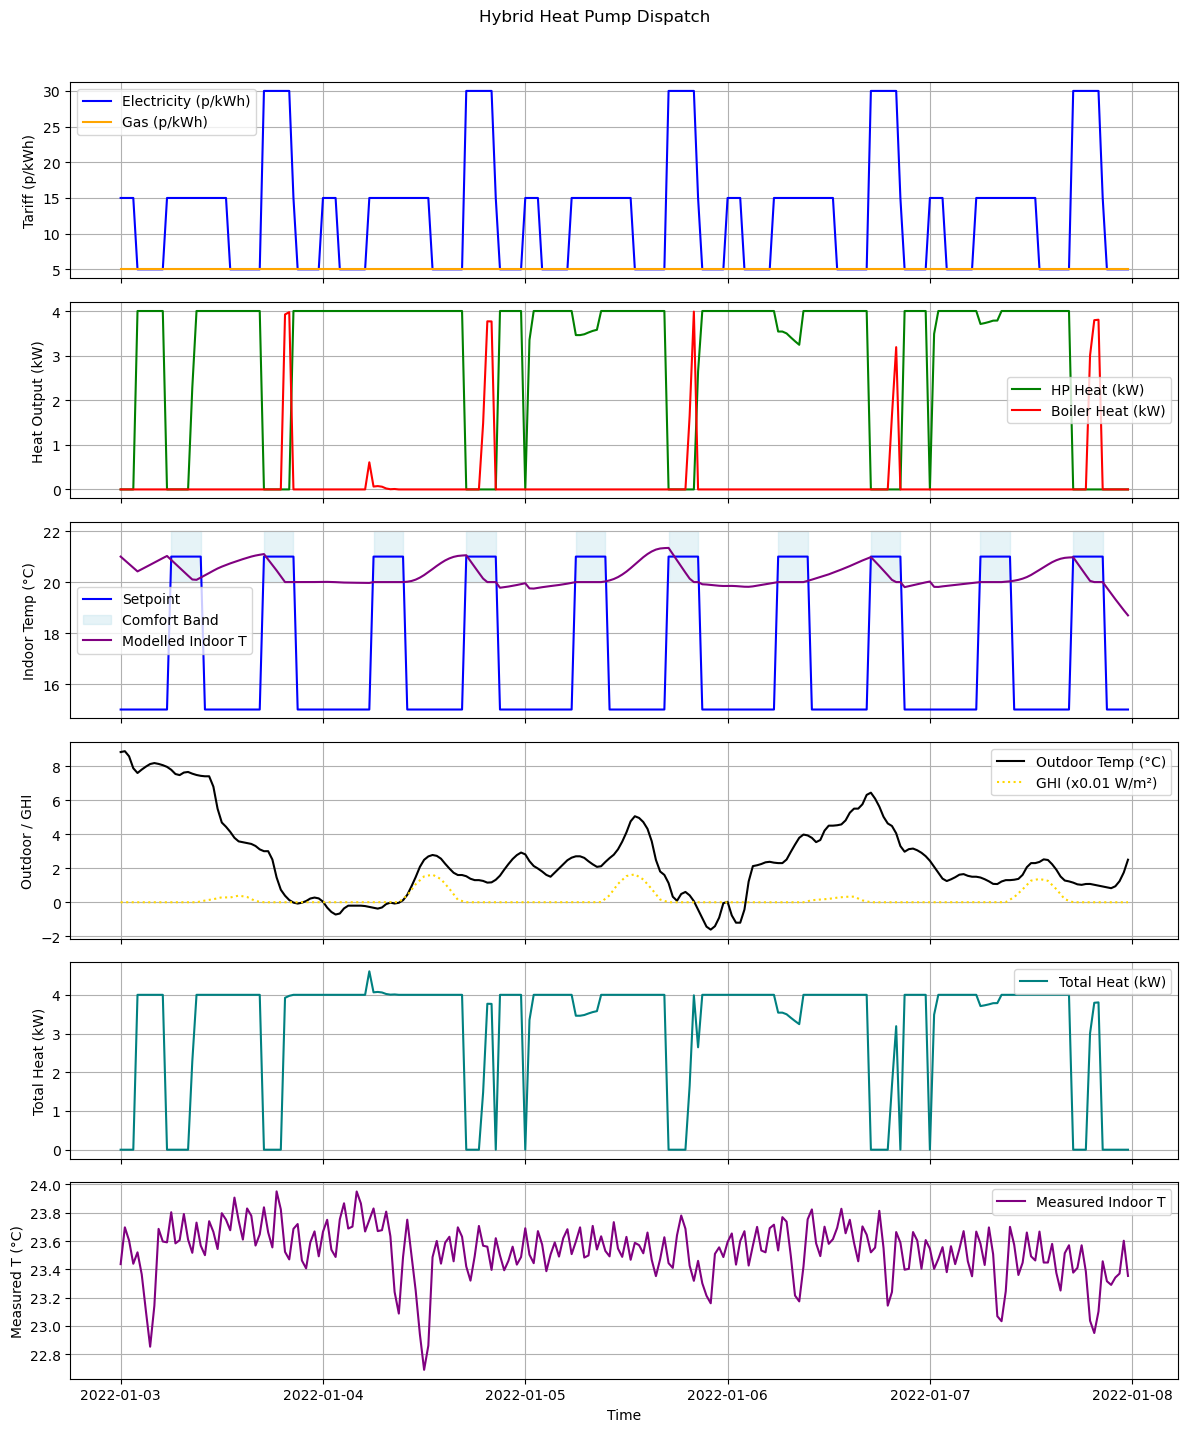 Hybrid Heat Pump Dispatch
Tariff (p/kWh)
30
25
20
15
10
5
Electricity (p/kWh)
Gas (p/kWh)
Heat Output (kW)
4
3
2
1
0
HP Heat (kW)
Boiler Heat (kW)
Indoor Temp (°C)
22
20
18
16
Setpoint
Comfort Band
Modelled Indoor T
Outdoor / GHI
8
6
4
2
0
−2
Outdoor Temp (°C)
GHI (x0.01 W/m²)
Total Heat (kW)
4
3
2
1
0
Total Heat (kW)
Measured T (°C)
24.0
23.8
23.6
23.4
23.2
23.0
22.8
Measured Indoor T
2022-01-03 2022-01-04 2022-01-05 2022-01-06 2022-01-07 2022-01-08
Time